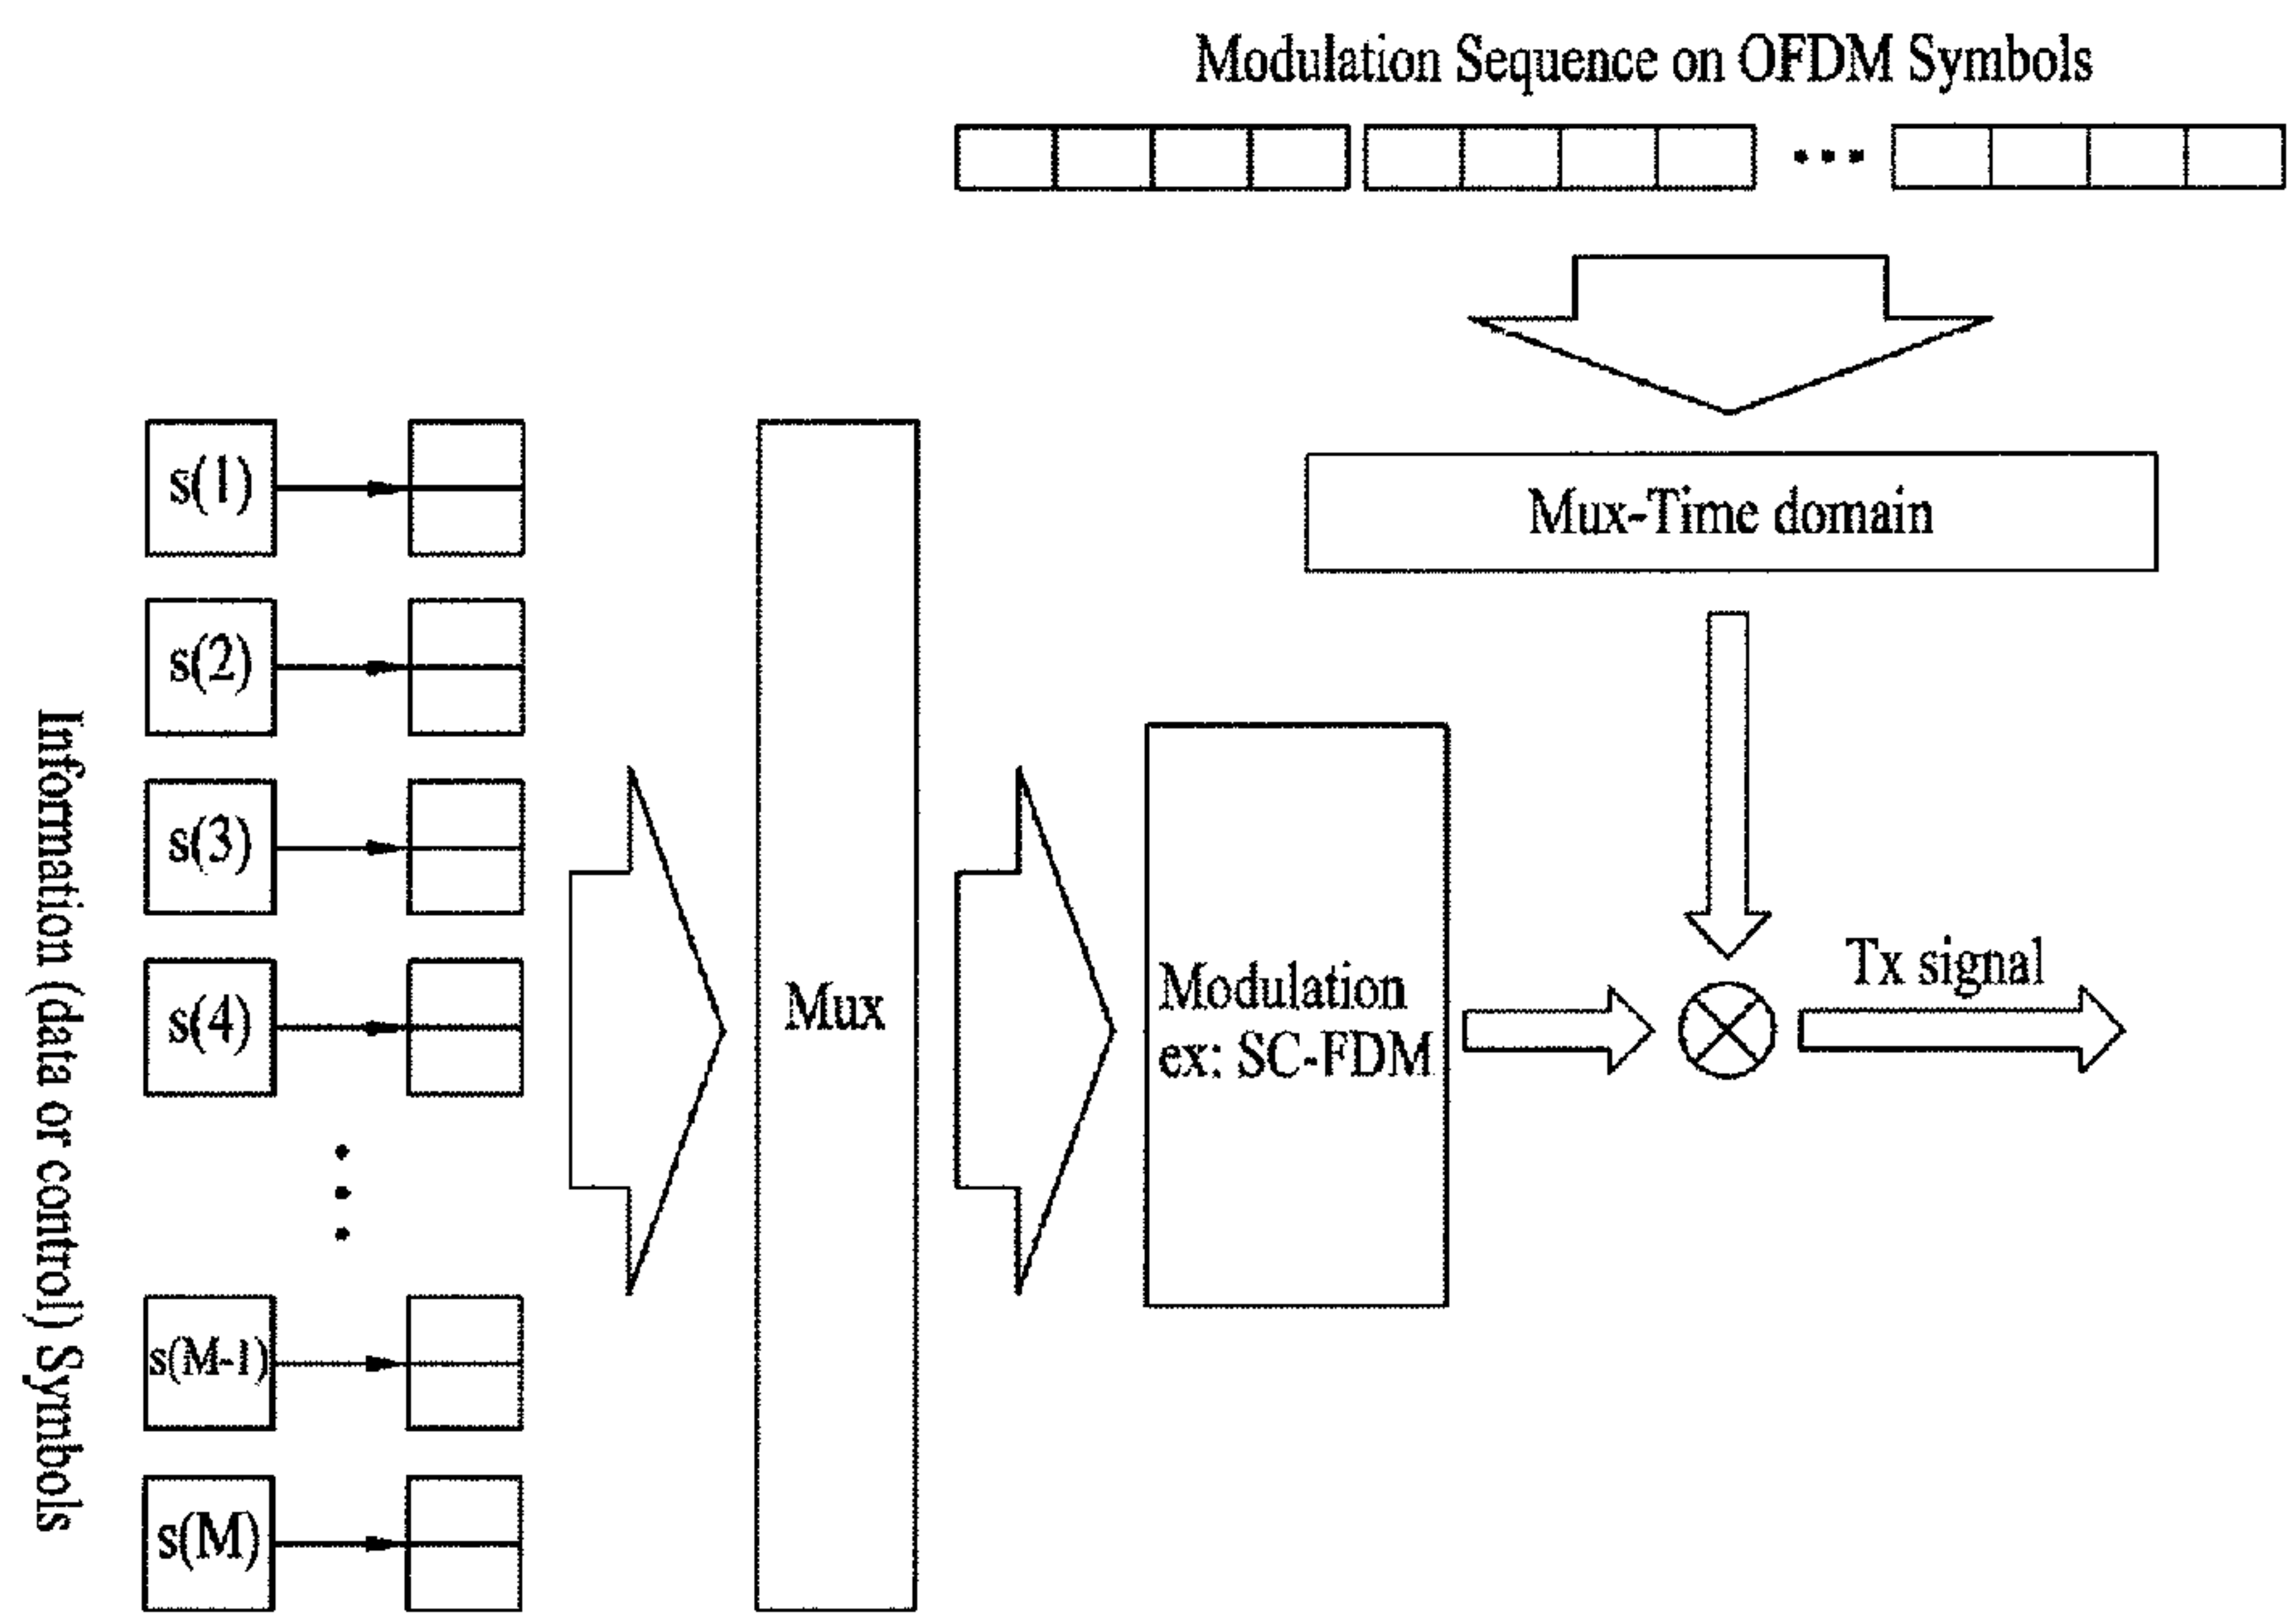 Modulation Sequence on OFDM Symbols
Mux-Time domain
s(1)
s(2)
s(3)
s(4)
s(M-1)
s(M)
Information (data or control) Symbols
Mux
Modulation
ex: SC-FDM
Tx signal